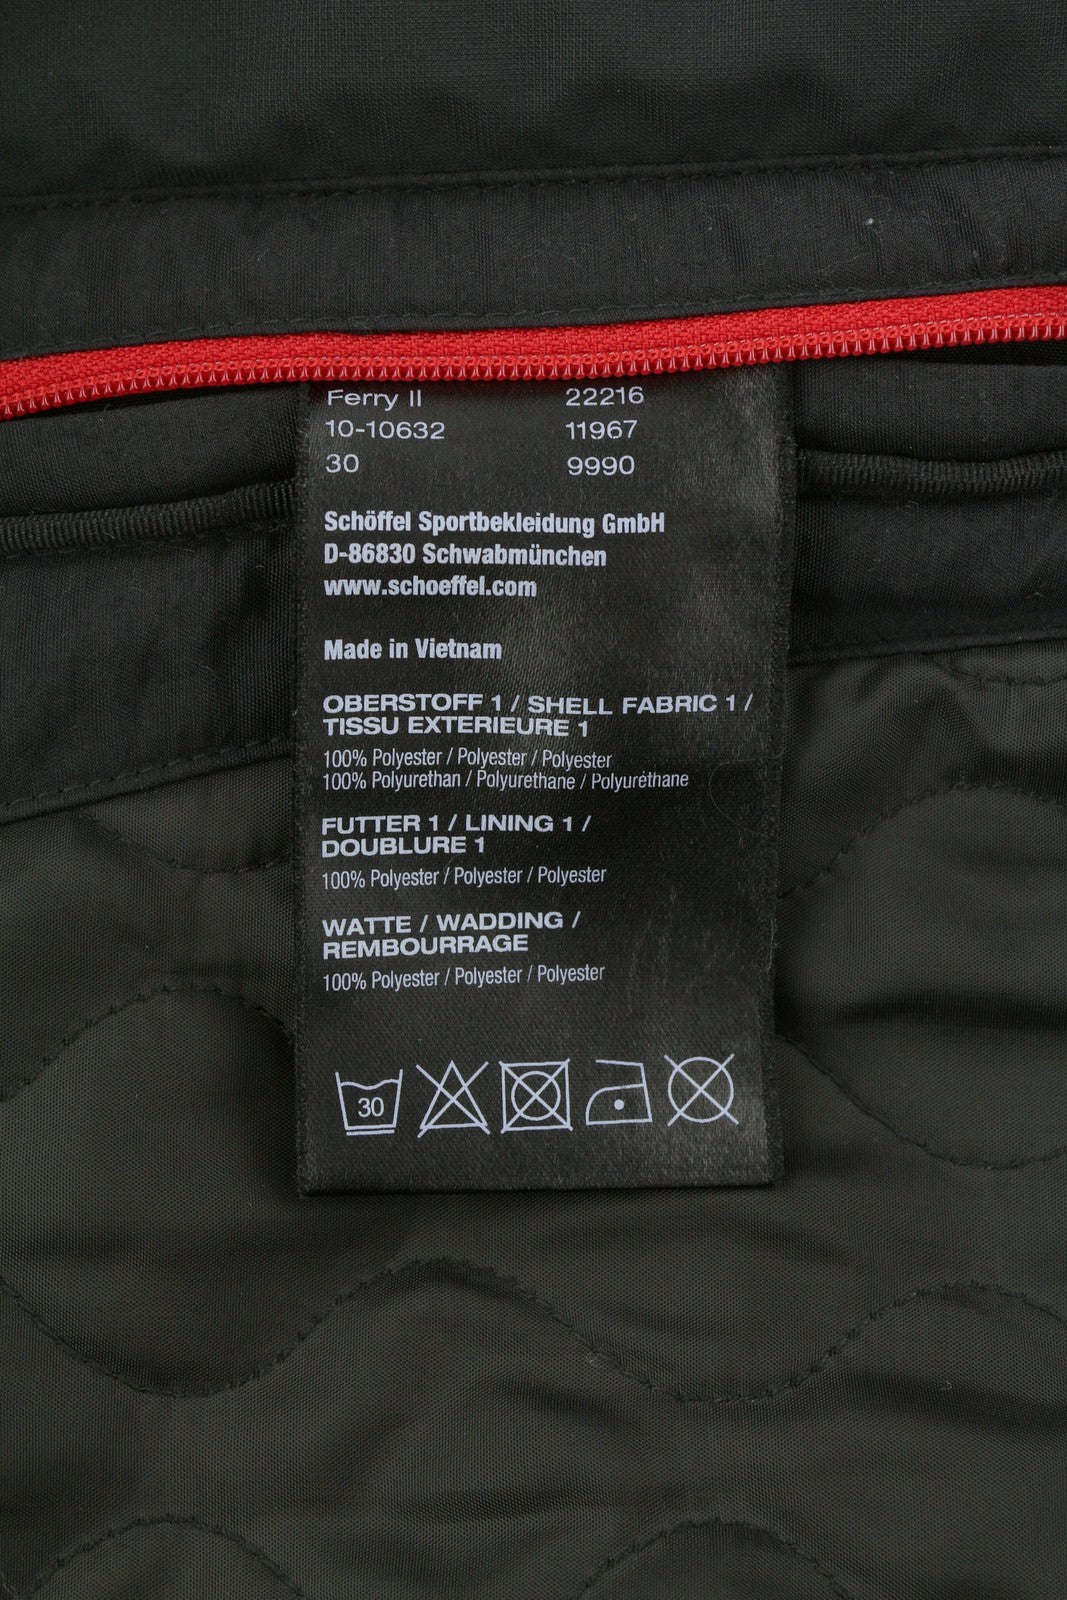 Ferry II 22216
10-10632 11967
30 9990
Schöffel Sportbekleidung GmbH
D-86830 Schwabmünchen
www.schoeffel.com
Made in Vietnam
OBERSTOFF 1 / SHELL FABRIC 1 /
TISSU EXTERIEURE 1
100% Polyester / Polyester / Polyester
100% Polyurethan / Polyurethane / Polyuréthane
FUTTER 1 / LINING 1 /
DOUBLURE 1
100% Polyester / Polyester / Polyester
WATTE / WADDING /
REMBOURRAGE
100% Polyester / Polyester / Polyester
30